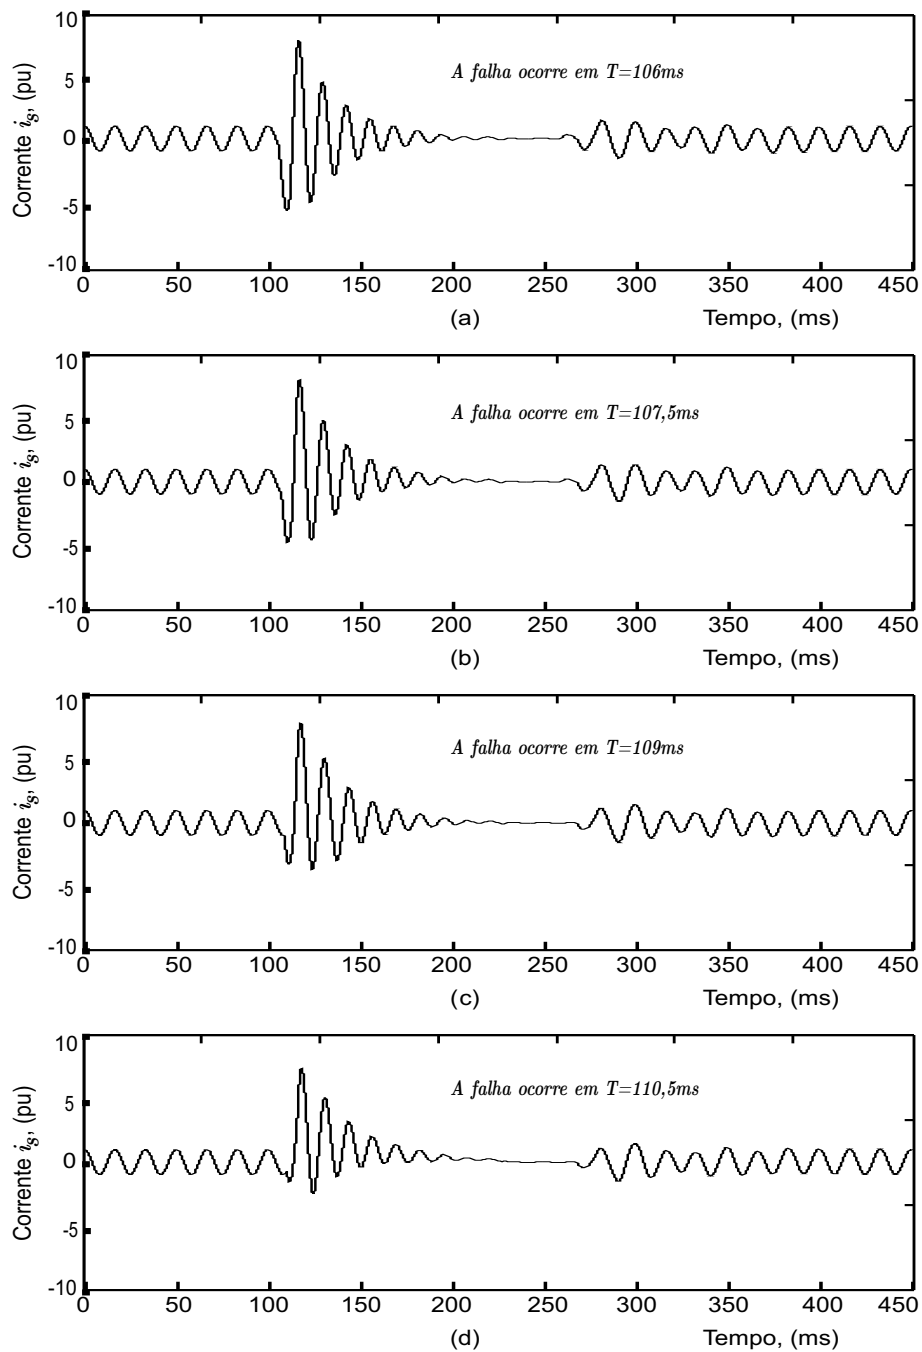 10
A falha ocorre em T=106ms
5
Corrente is, (pu)
0
-5
-10
0 50 100 150 200 250 300 350 400 450
(a) Tempo, (ms)
10
A falha ocorre em T=107,5ms
5
Corrente is, (pu)
0
-5
-10
0 50 100 150 200 250 300 350 400 450
(b) Tempo, (ms)
10
A falha ocorre em T=109ms
5
Corrente is, (pu)
0
-5
-10
0 50 100 150 200 250 300 350 400 450
(c) Tempo, (ms)
10
A falha ocorre em T=110,5ms
5
Corrente is, (pu)
0
-5
-10
0 50 100 150 200 250 300 350 400 450
(d) Tempo, (ms)